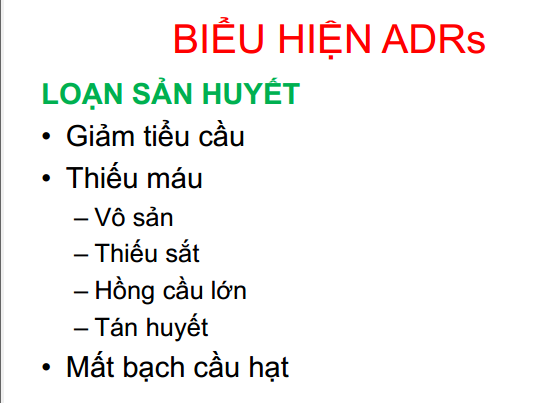 BIỂU HIỆN ADRs
LOẠN SẢN HUYẾT
• Giảm tiểu cầu
• Thiếu máu
– Vô sản
– Thiếu sắt
– Hồng cầu lớn
– Tán huyết
• Mất bạch cầu hạt